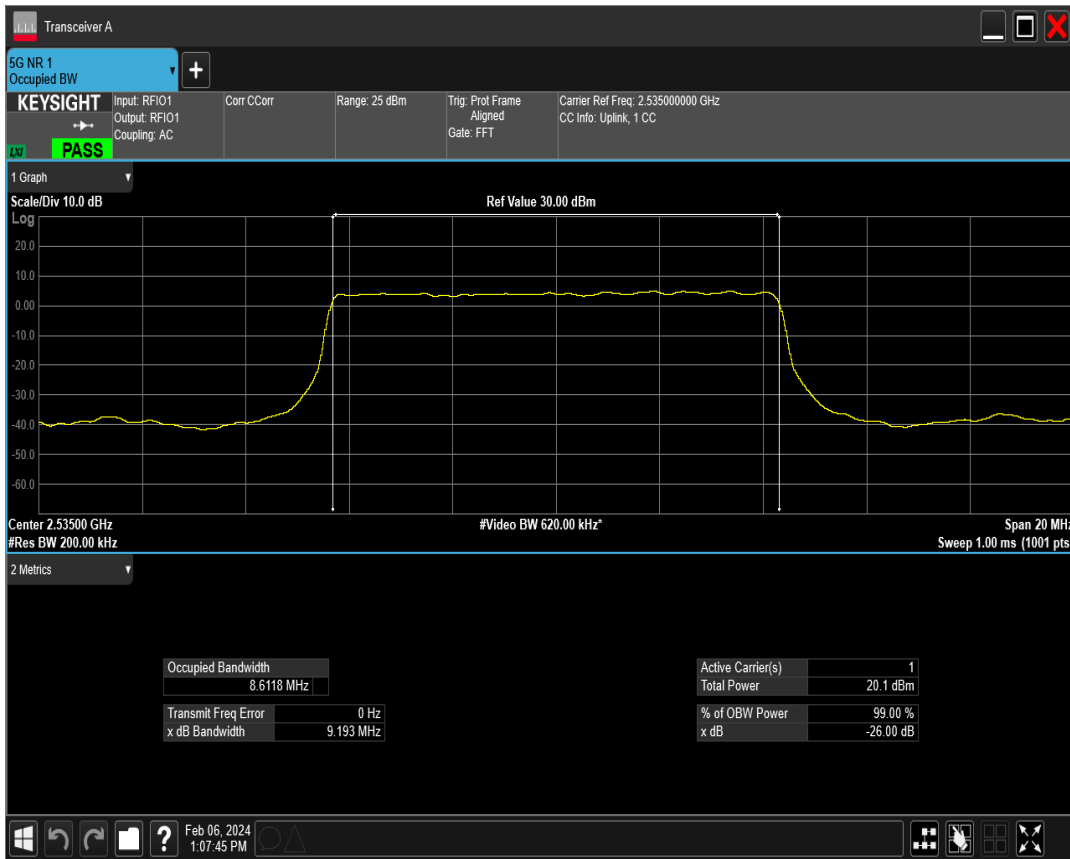 Transceiver A
5G NR 1
Occupied BW
KEYSIGHT
LXI
PASS
Input: RFIO1
Output: RFIO1
Coupling: AC
Corr CCorr
Range: 25 dBm
Trig: Prot Frame
Aligned
Gate: FFT
Carrier Ref Freq: 2.535000000 GHz
CC Info: Uplink, 1 CC
1 Graph
Scale/Div 10.0 dB
Ref Value 30.00 dBm
Log
20.0
10.0
0.00
-10.0
-20.0
-30.0
-40.0
-50.0
-60.0
Center 2.53500 GHz
#Video BW 620.00 kHz*
Span 20 MHz
#Res BW 200.00 kHz
Sweep 1.00 ms (1001 pts
2 Metrics
Occupied Bandwidth
8.6118 MHz
Transmit Freq Error 0 Hz
x dB Bandwidth 9.193 MHz
Active Carrier(s) 1
Total Power 20.1 dBm
% of OBW Power 99.00 %
x dB -26.00 dB
Feb 06, 2024
1:07:45 PM